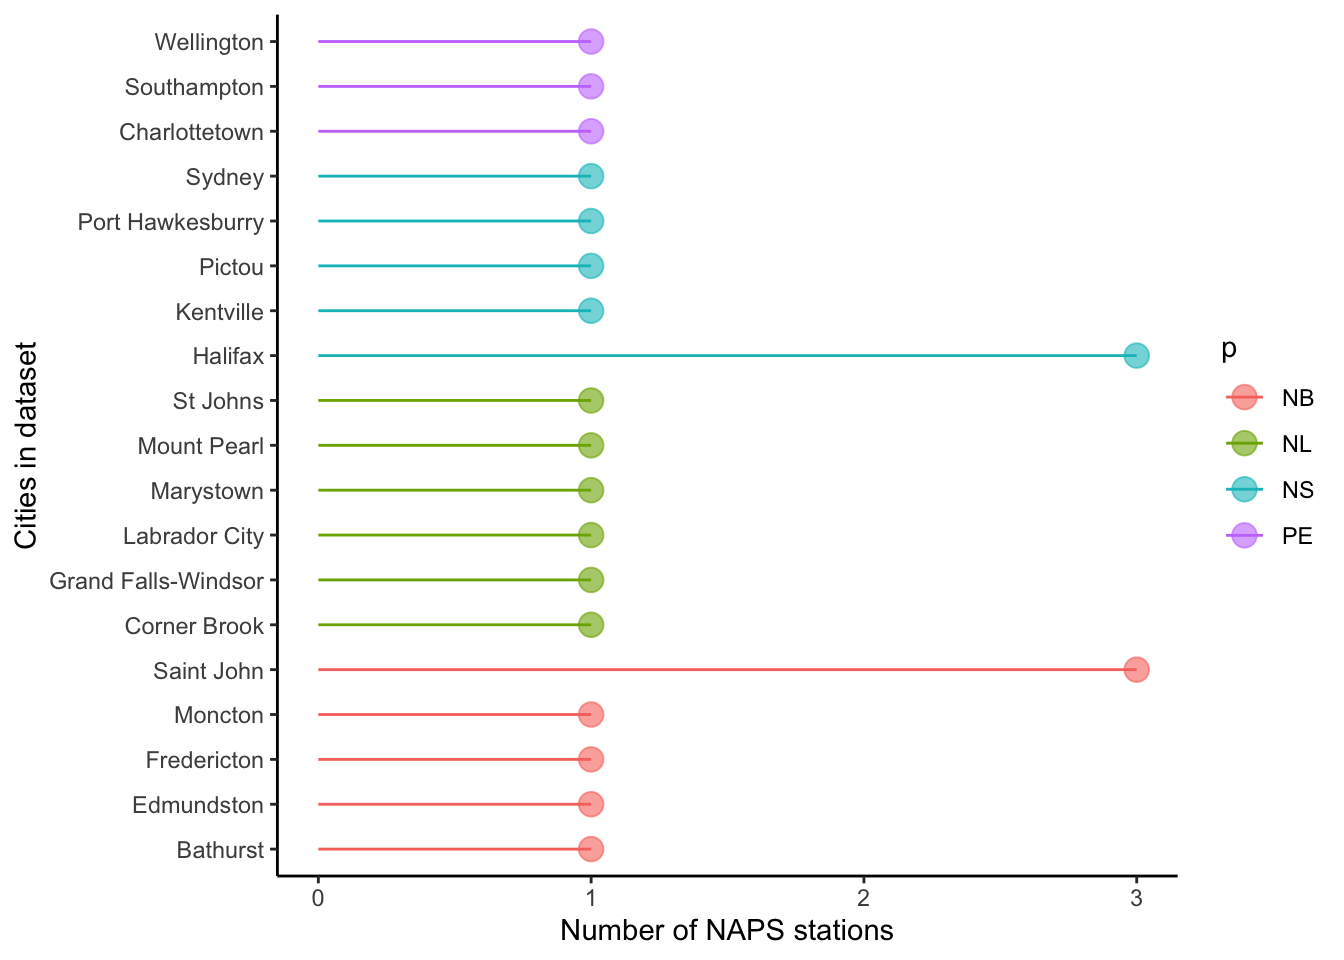 Wellington
Southampton
Charlottetown
Sydney
Port Hawkesburry
Pictou
Kentville
Halifax
St Johns
Mount Pearl
Marystown
Labrador City
Grand Falls-Windsor
Corner Brook
Saint John
Moncton
Fredericton
Edmundston
Bathurst
Cities in dataset
0 1 2 3
Number of NAPS stations
p
NB
NL
NS
PE